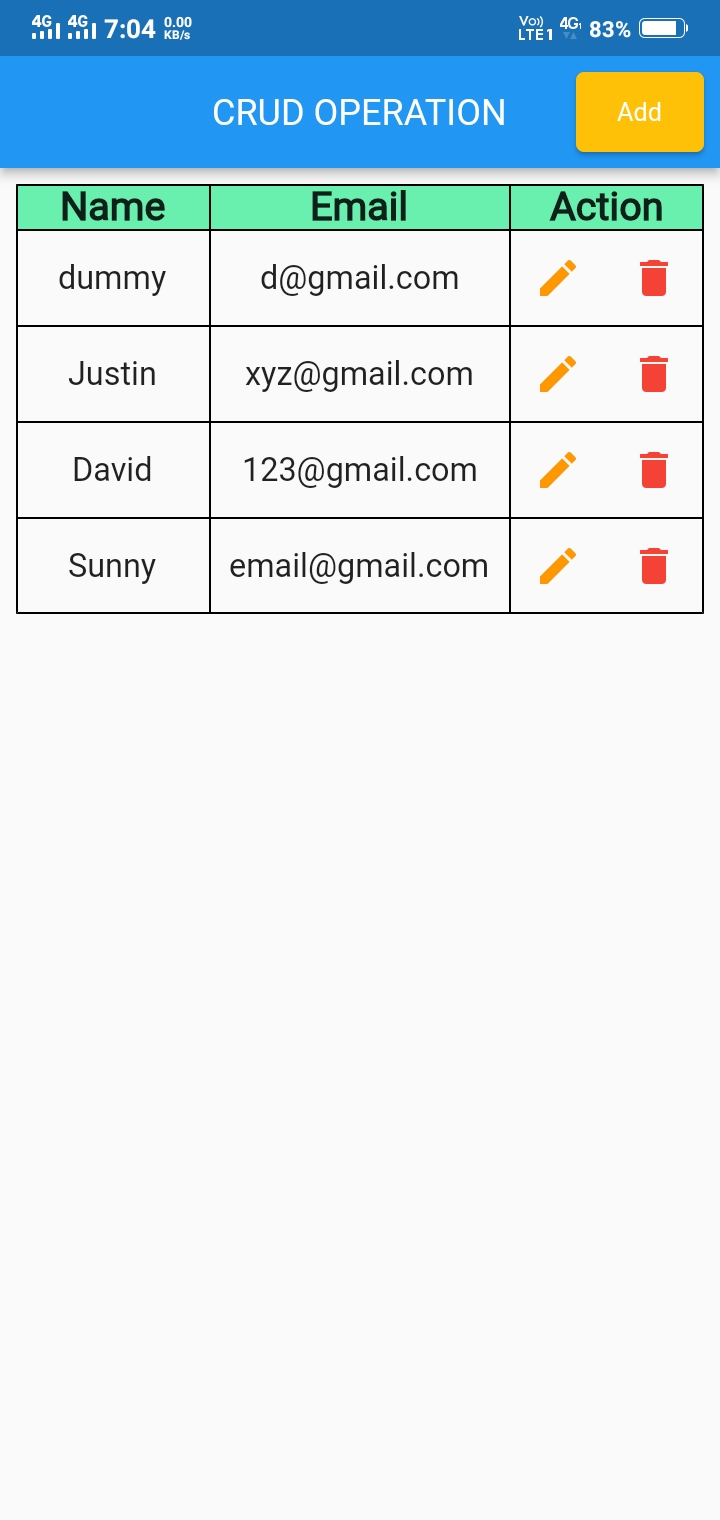 4G 4G 7:04 0.00 KB/s Vo)) LTE1 4G 83%
CRUD OPERATION Add
Name Email Action
dummy d@gmail.com
Justin xyz@gmail.com
David 123@gmail.com
Sunny email@gmail.com